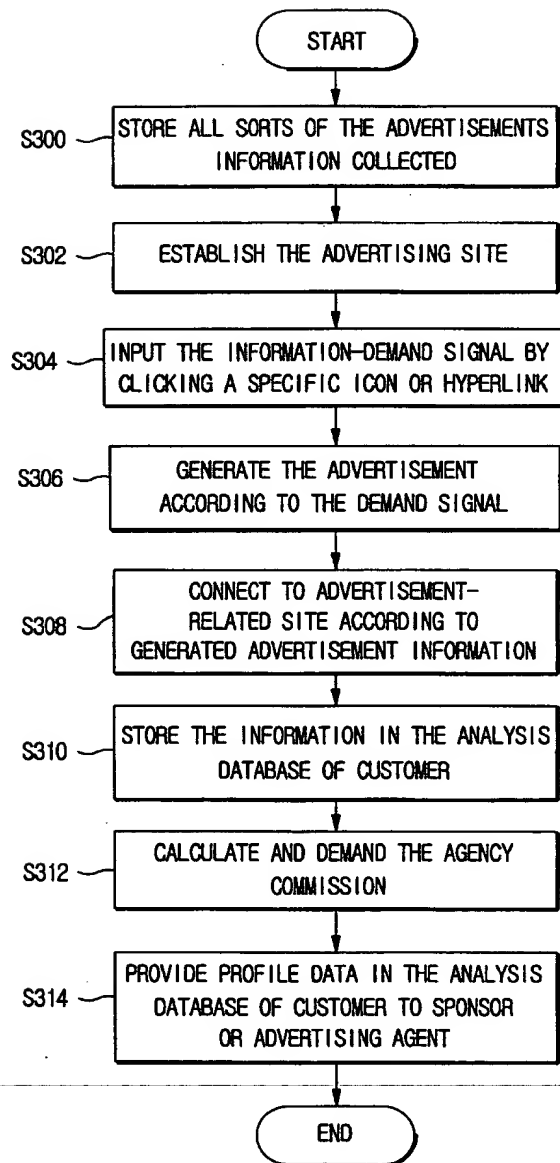 START
S300
STORE ALL SORTS OF THE ADVERTISEMENTS
INFORMATION COLLECTED
S302
ESTABLISH THE ADVERTISING SITE
S304
INPUT THE INFORMATION-DEMAND SIGNAL BY
CLICKING A SPECIFIC ICON OR HYPERLINK
S306
GENERATE THE ADVERTISEMENT
ACCORDING TO THE DEMAND SIGNAL
S308
CONNECT TO ADVERTISEMENT-
RELATED SITE ACCORDING TO
GENERATED ADVERTISEMENT INFORMATION
S310
STORE THE INFORMATION IN THE ANALYSIS
DATABASE OF CUSTOMER
S312
CALCULATE AND DEMAND THE AGENCY
COMMISSION
S314
PROVIDE PROFILE DATA IN THE ANALYSIS
DATABASE OF CUSTOMER TO SPONSOR
OR ADVERTISING AGENT
END